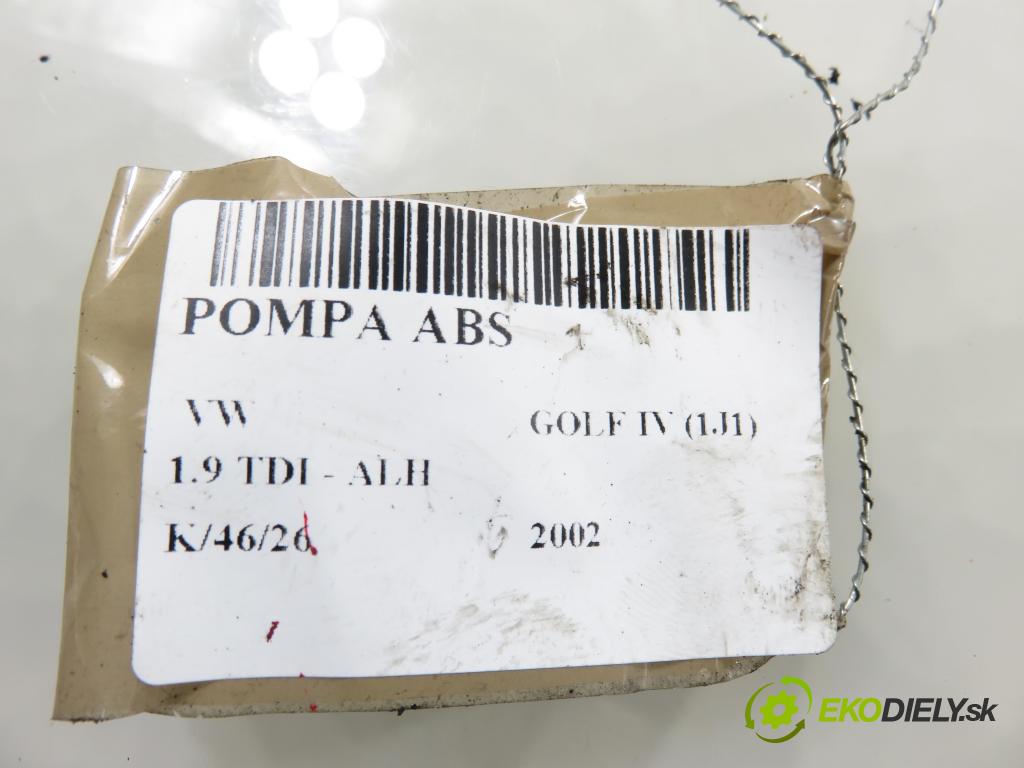 POMPA ABS
VW GOLF IV (1J1)
1.9 TDI - ALH
K/46/26 2002
EKODIELY.sk